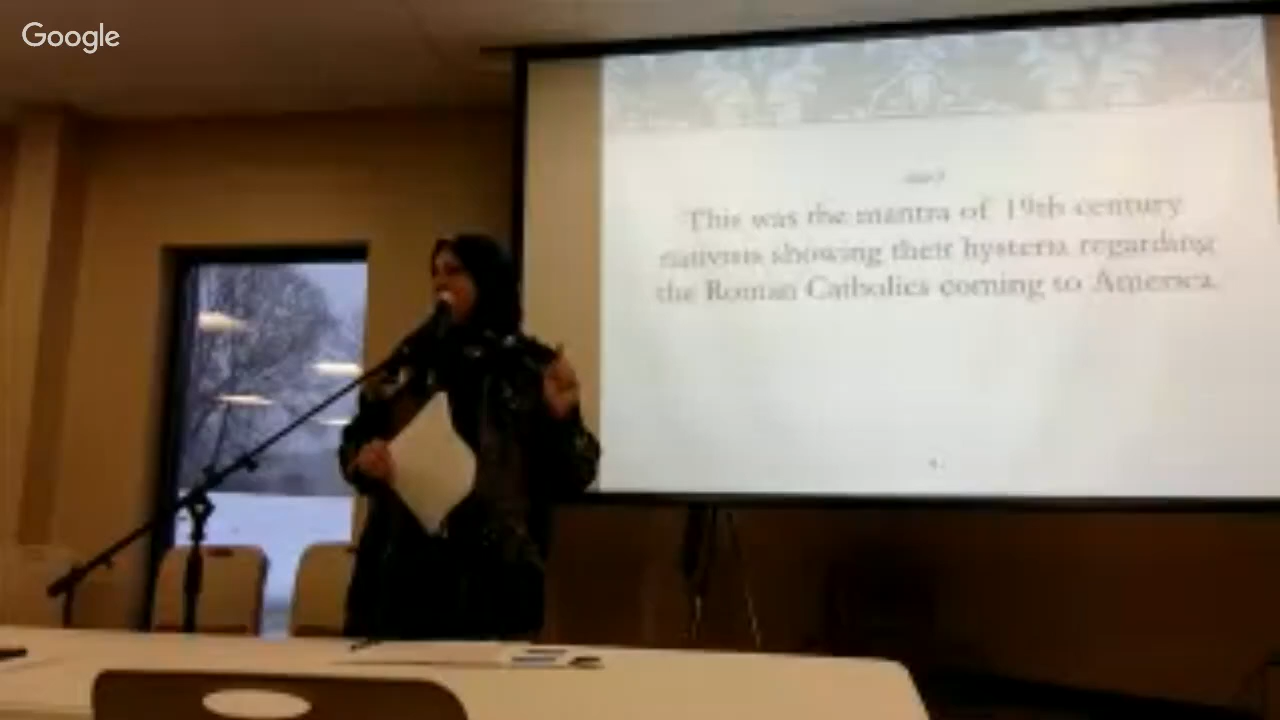 Google
This was the mantra of 19th century
nativists showing their hysteria regarding
the Roman Catholics coming to America.